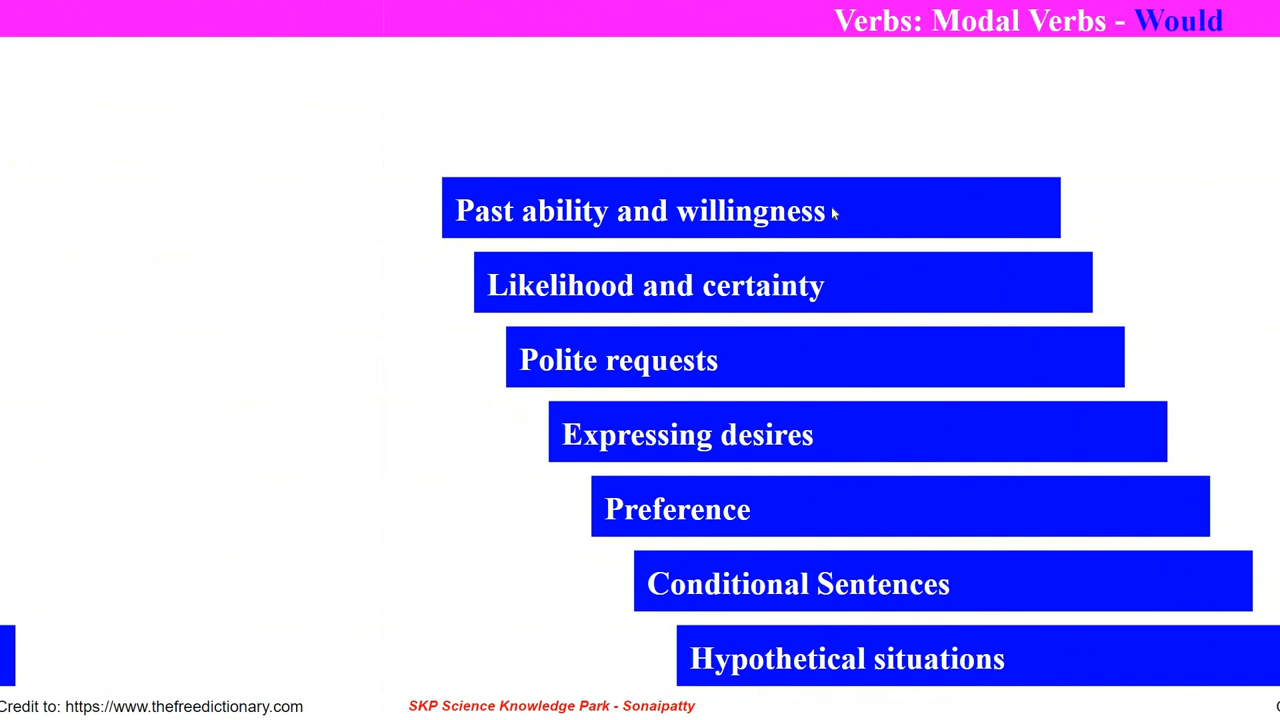 Verbs: Modal Verbs - Would
Past ability and willingness
Likelihood and certainty
Polite requests
Expressing desires
Preference
Conditional Sentences
Hypothetical situations
Credit to: https://www.thefreedictionary.com
SKP Science Knowledge Park - Sonaipatty